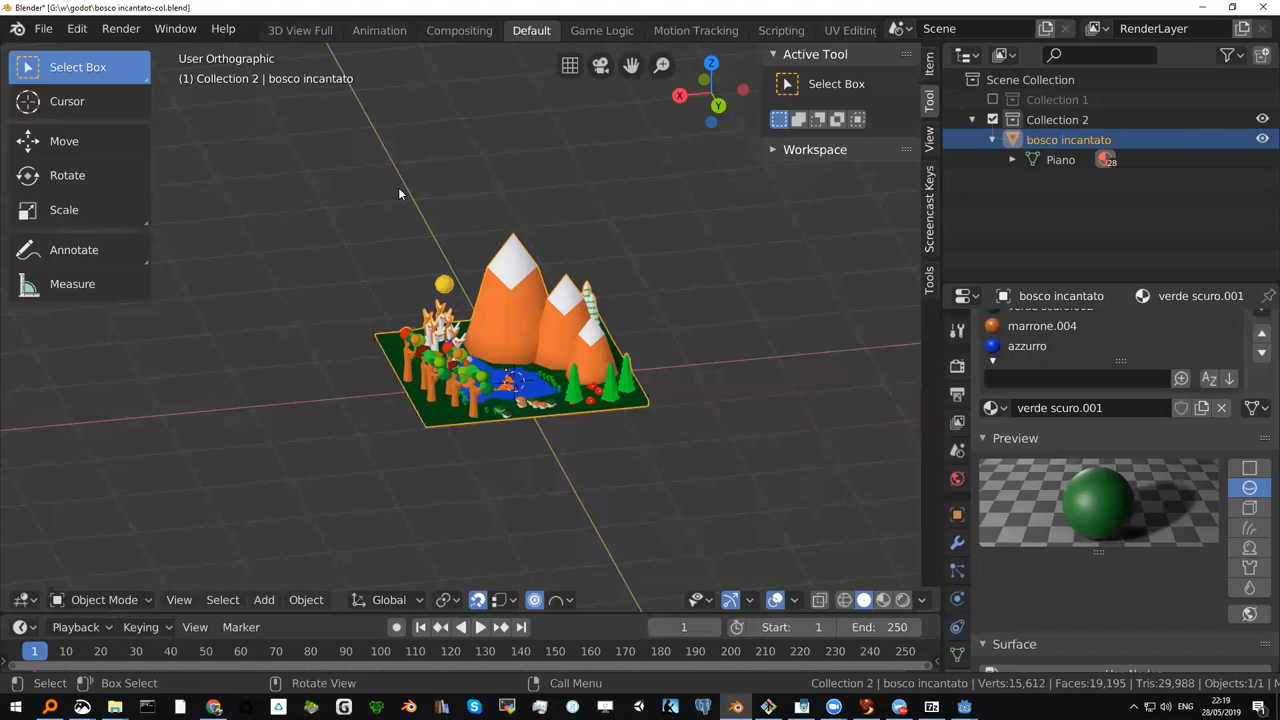 Blender* [G:\w\godot\bosco incantato-col.blend]
File Edit Render Window Help 3D View Full Animation Compositing Default Game Logic Motion Tracking Scripting UV Editing Scene RenderLayer
Select Box
Cursor
Move
Rotate
Scale
Annotate
Measure
User Orthographic
(1) Collection 2 | bosco incantato
X
Y
Z
Active Tool
Select Box
Workspace
Item
Tool
View
Screencast Keys
Tools
Scene Collection
Collection 1
Collection 2
bosco incantato
Piano 28
bosco incantato verde scuro.001
verde scuro.002
marrone.004
azzurro
verde scuro.001
Preview
Surface
Object Mode View Select Add Object Global
Playback Keying View Marker 1 Start: 1 End: 250
1 10 20 30 40 50 60 70 80 90 100 110 120 130 140 150 160 170 180 190 200 210 220 230 240 250
Select Box Select Rotate View Call Menu Collection 2 | bosco incantato | Verts:15,612 | Faces:19,195 | Tris:29,988 | Objects:1/1 |
ENG
22:19
28/05/2019